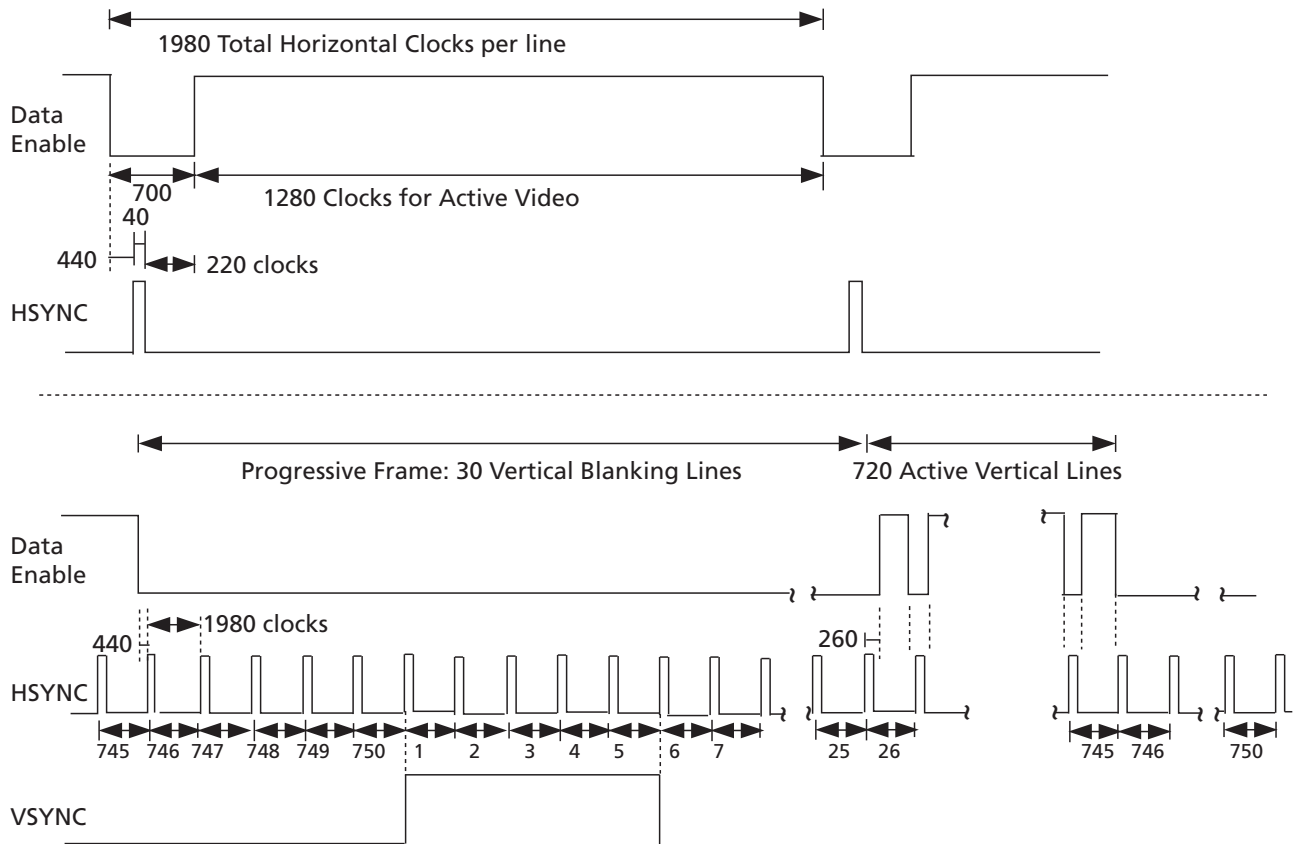 1980 Total Horizontal Clocks per line
Data
Enable
700
1280 Clocks for Active Video
40
440
220 clocks
HSYNC
Progressive Frame: 30 Vertical Blanking Lines
720 Active Vertical Lines
Data
Enable
1980 clocks
440
260
HSYNC
745 746 747 748 749 750 1 2 3 4 5 6 7 25 26 745 746 750
VSYNC